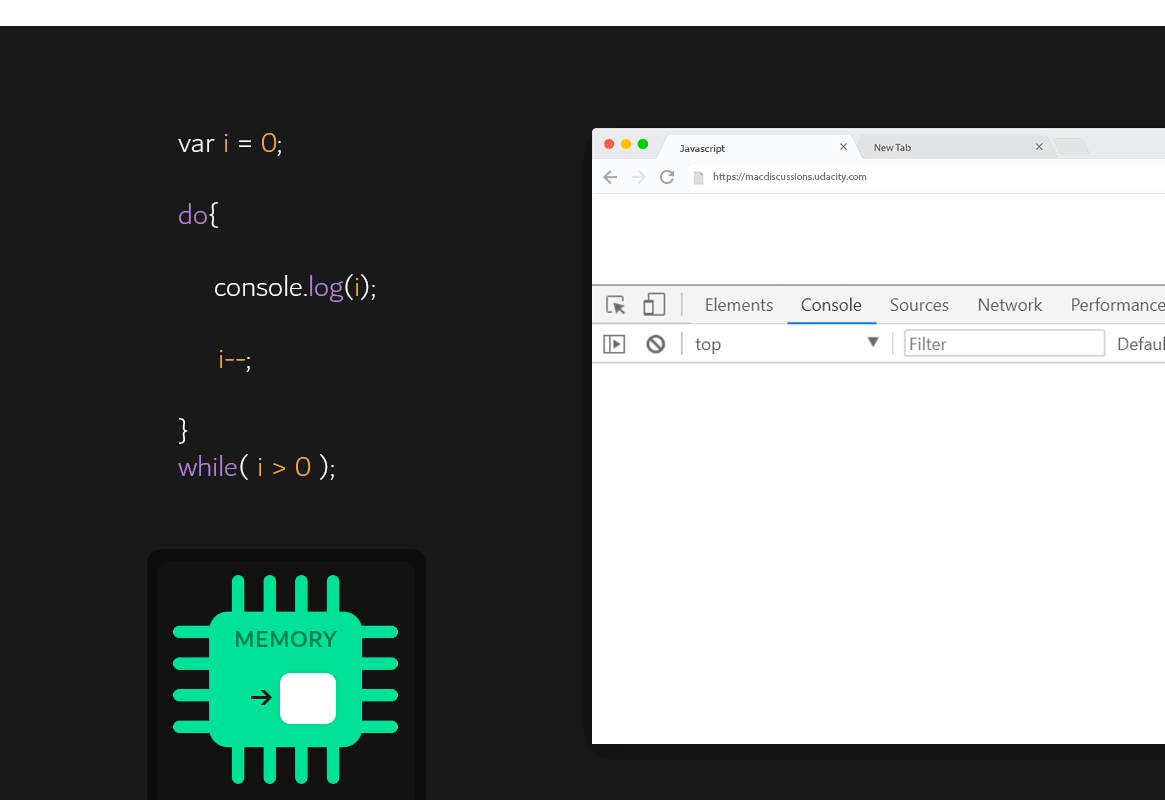 var i = 0;
do{
console.log(i);
i--;
}
while( i > 0 );
MEMORY
Javascript
New Tab
https://macdiscussions.udacity.com
Elements Console Sources Network Performance
top Filter Defaul